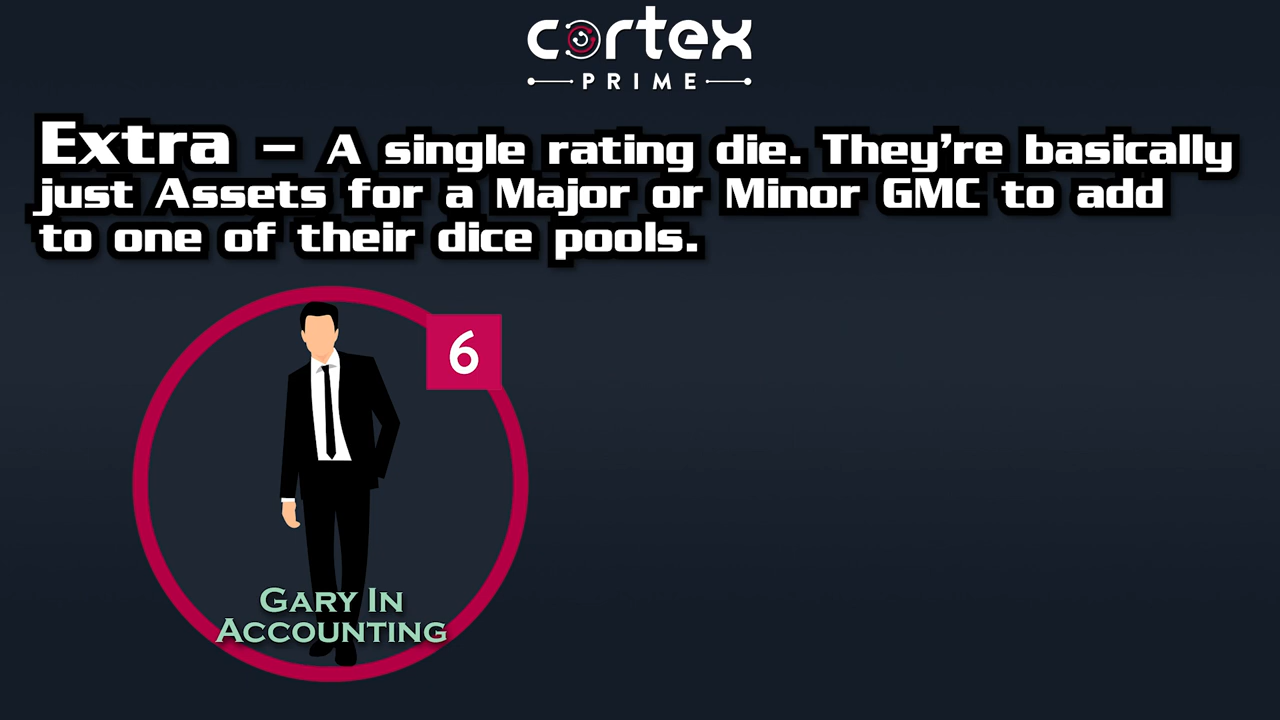 cortex
PRIME
Extra – A single rating die. They're basically
just Assets for a Major or Minor GMC to add
to one of their dice pools.
6
Gary In
Accounting